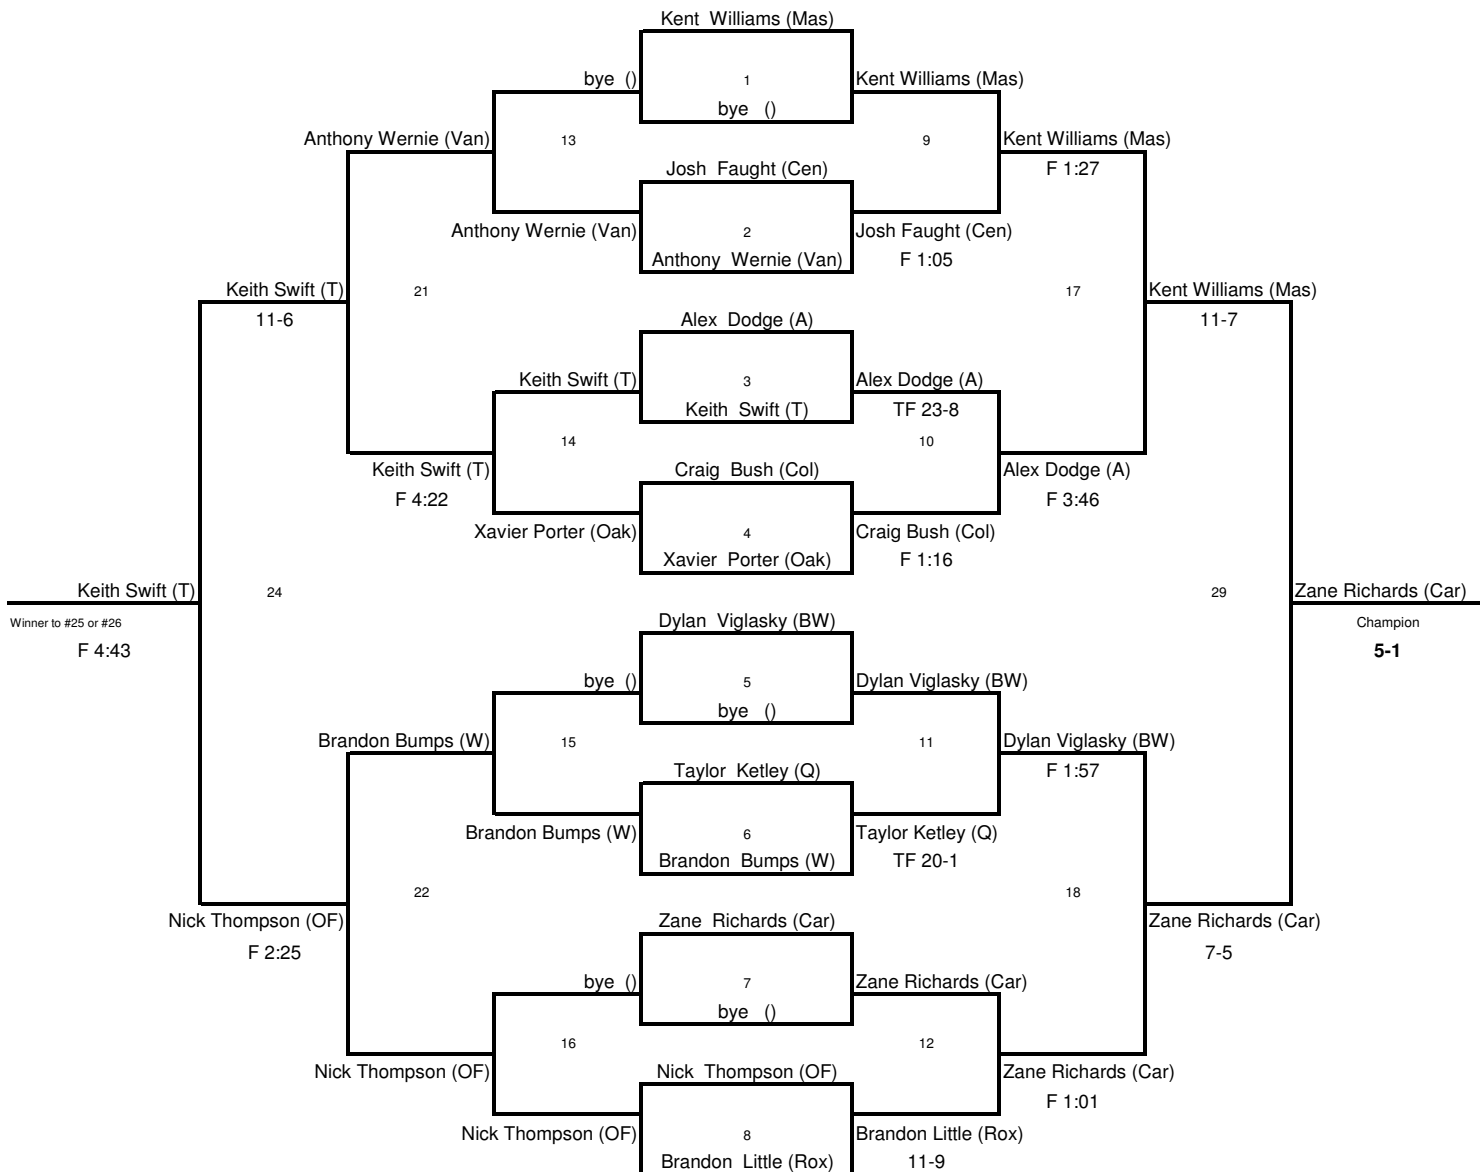 Kent Williams (Mas)
bye ()
1
Kent Williams (Mas)
bye ()
Anthony Wernie (Van)
13
9
Kent Williams (Mas)
F 1:27
Josh Faught (Cen)
Anthony Wernie (Van)
2
Josh Faught (Cen)
Anthony Wernie (Van)
F 1:05
Keith Swift (T)
11-6
21
17
Kent Williams (Mas)
11-7
Alex Dodge (A)
Keith Swift (T)
3
Alex Dodge (A)
Keith Swift (T)
TF 23-8
14
10
Keith Swift (T)
F 4:22
Craig Bush (Col)
Alex Dodge (A)
F 3:46
Xavier Porter (Oak)
4
Craig Bush (Col)
Xavier Porter (Oak)
F 1:16
Keith Swift (T)
24
29
Zane Richards (Car)
Winner to #25 or #26
Champion
F 4:43
5-1
Dylan Viglasky (BW)
bye ()
5
Dylan Viglasky (BW)
bye ()
Brandon Bumps (W)
15
11
Dylan Viglasky (BW)
F 1:57
Taylor Ketley (Q)
Brandon Bumps (W)
6
Taylor Ketley (Q)
Brandon Bumps (W)
TF 20-1
22
18
Nick Thompson (OF)
F 2:25
Zane Richards (Car)
Zane Richards (Car)
7-5
bye ()
7
Zane Richards (Car)
bye ()
16
12
Nick Thompson (OF)
Nick Thompson (OF)
Zane Richards (Car)
F 1:01
Nick Thompson (OF)
8
Brandon Little (Rox)
Brandon Little (Rox)
11-9